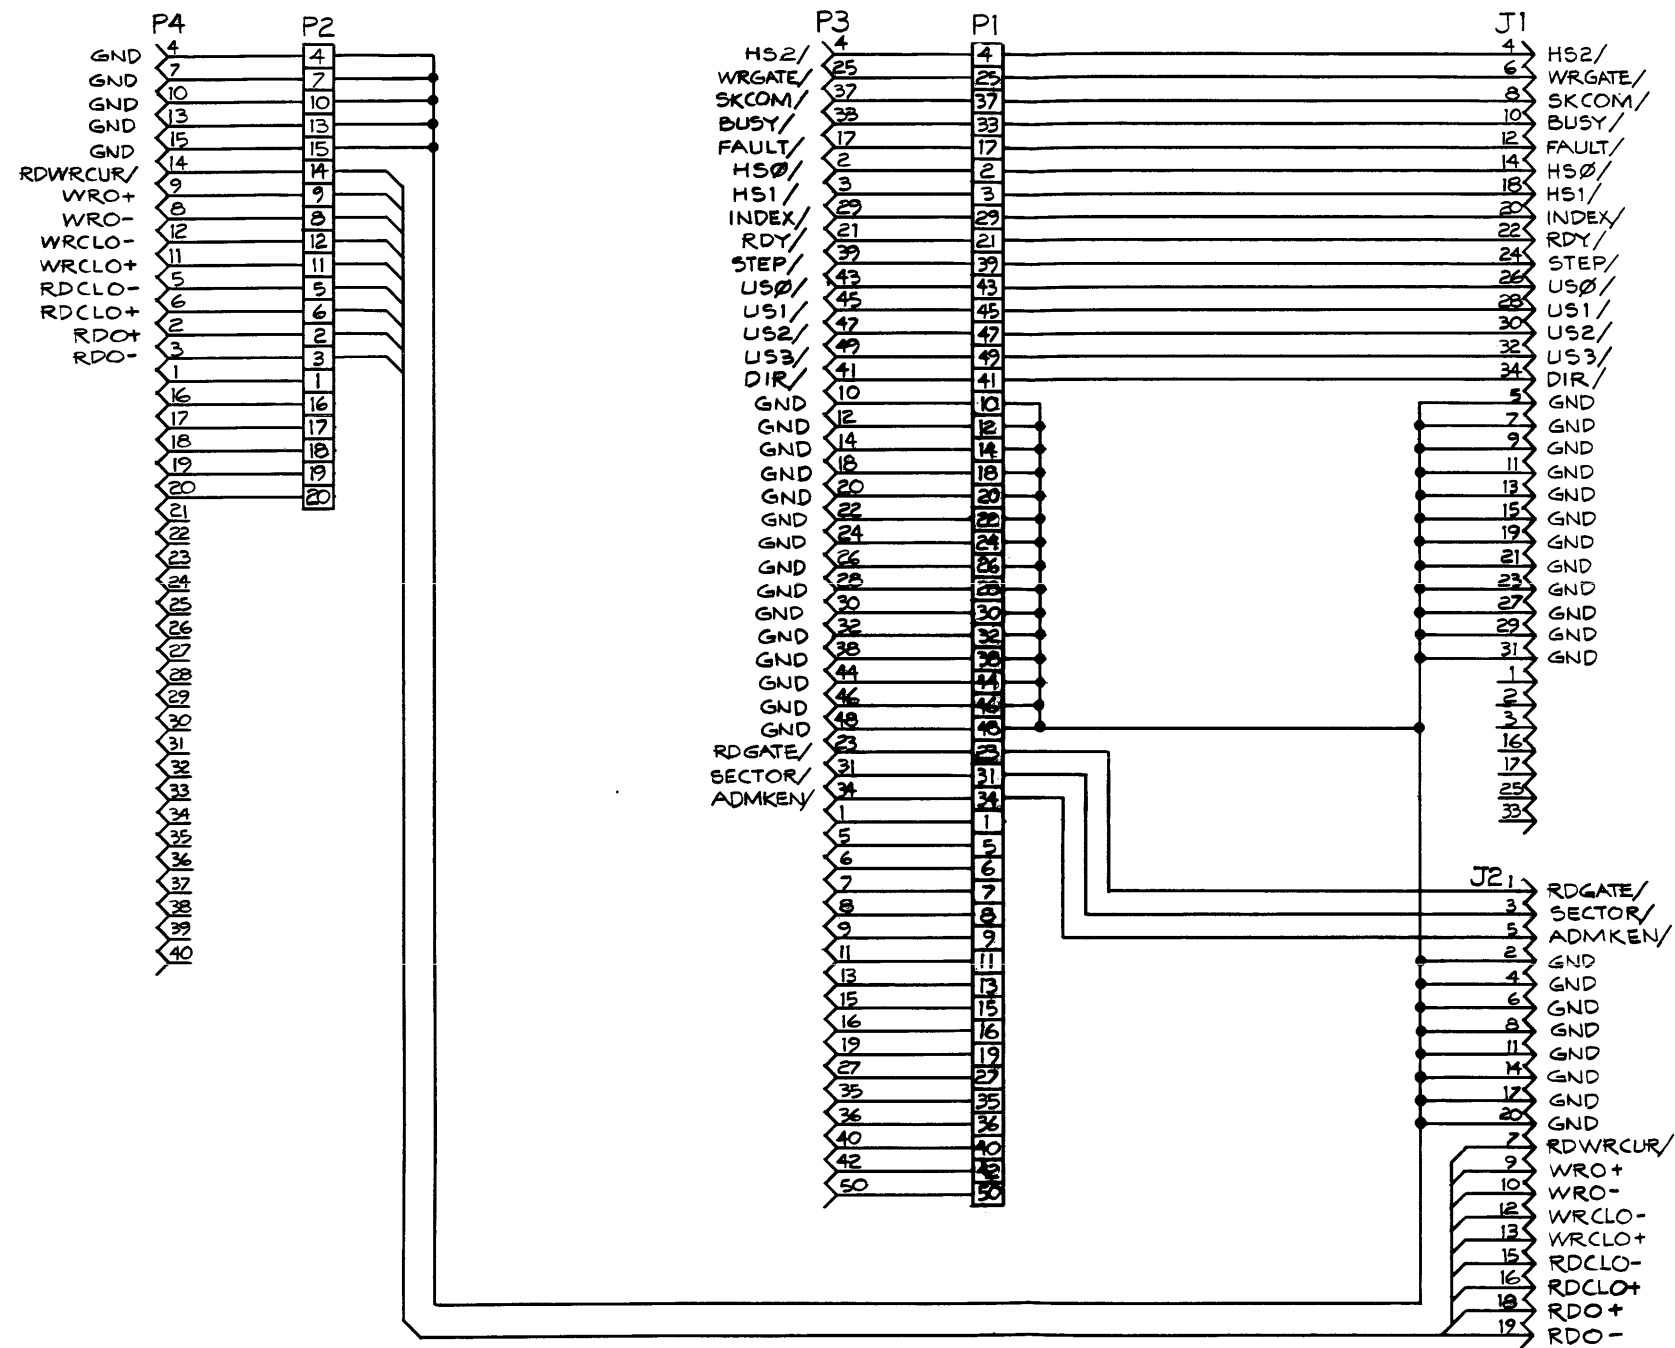 P4 P2 P3 P1 J1
GND 4 4 HS2/ 4 4 4 HS2/
GND 7 7 WRGATE/ 25 25 6 WRGATE/
GND 10 10 SKCOM/ 37 37 8 SKCOM/
GND 13 13 BUSY/ 33 33 10 BUSY/
GND 15 15 FAULT/ 17 17 12 FAULT/
RDWRCUR/ 14 14 HSØ/ 2 2 14 HSØ/
WRO+ 9 9 HS1/ 3 3 18 HS1/
WRO- 8 8 INDEX/ 29 29 20 INDEX/
WRCLO- 12 12 RDY/ 21 21 22 RDY/
WRCLO+ 11 11 STEP/ 39 39 24 STEP/
RDCLO- 5 5 USØ/ 43 43 26 USØ/
RDCLO+ 6 6 US1/ 45 45 28 US1/
RDO+ 2 2 US2/ 47 47 30 US2/
RDO- 3 3 US3/ 49 49 32 US3/
1 1 DIR/ 41 41 34 DIR/
16 16 GND 10 10 5 GND
17 17 GND 12 12 7 GND
18 18 GND 14 14 9 GND
19 19 GND 18 18 11 GND
20 20 GND 20 20 13 GND
21 GND 22 22 15 GND
22 GND 24 24 19 GND
23 GND 26 26 21 GND
24 GND 28 28 23 GND
25 GND 30 30 27 GND
26 GND 32 32 29 GND
27 GND 38 38 31 GND
28 GND 44 44 1
29 GND 46 46 2
30 GND 48 48 3
31 RDGATE/ 23 23 16
32 SECTOR/ 31 31 17
33 ADMKEN/ 34 34 25
34 1 1 33
35 5 5
36 6 6
J2
37 7 7 1 RDGATE/
38 8 8 3 SECTOR/
39 9 9 5 ADMKEN/
40 11 11 2 GND
13 13 4 GND
15 15 6 GND
16 16 8 GND
19 19 11 GND
27 27 14 GND
35 35 17 GND
36 36 20 GND
40 40 7 RDWRCUR/
42 42 9 WRO+
50 50 10 WRO-
12 WRCLO-
13 WRCLO+
15 RDCLO-
16 RDCLO+
18 RDO+
19 RDO-